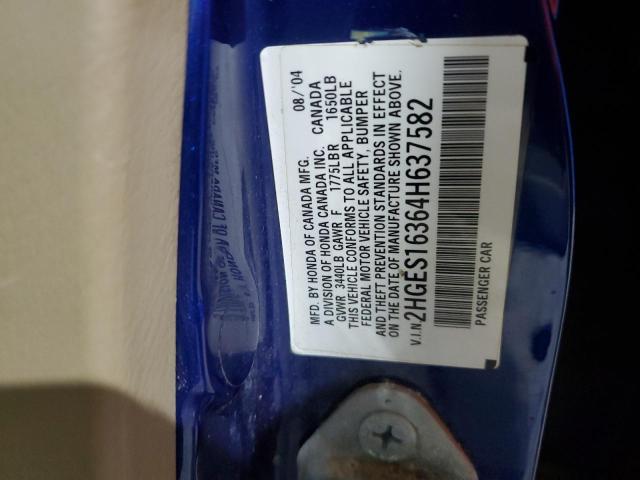 MFD. BY HONDA OF CANADA MFG. 08/'04
A DIVISION OF HONDA CANADA INC. CANADA
GVWR 3440LB GAWR F 1775LBR 1650LB
THIS VEHICLE CONFORMS TO ALL APPLICABLE
FEDERAL MOTOR VEHICLE SAFETY, BUMPER
AND THEFT PREVENTION STANDARDS IN EFFECT
ON THE DATE OF MANUFACTURE SHOWN ABOVE.
V.I.N. 2HGES16364H637582
PASSENGER CAR